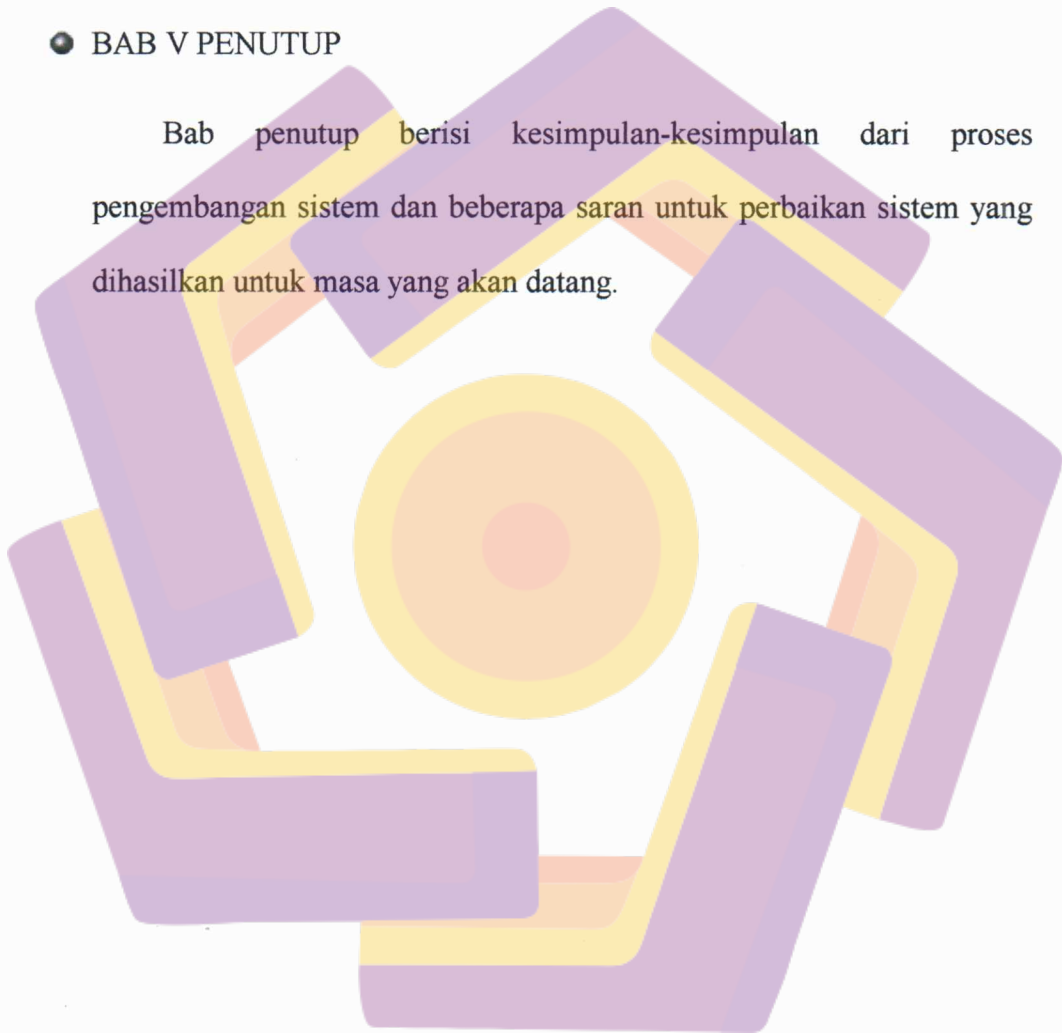 BAB V PENUTUP
Bab penutup berisi kesimpulan-kesimpulan dari proses
pengembangan sistem dan beberapa saran untuk perbaikan sistem yang
dihasilkan untuk masa yang akan datang.